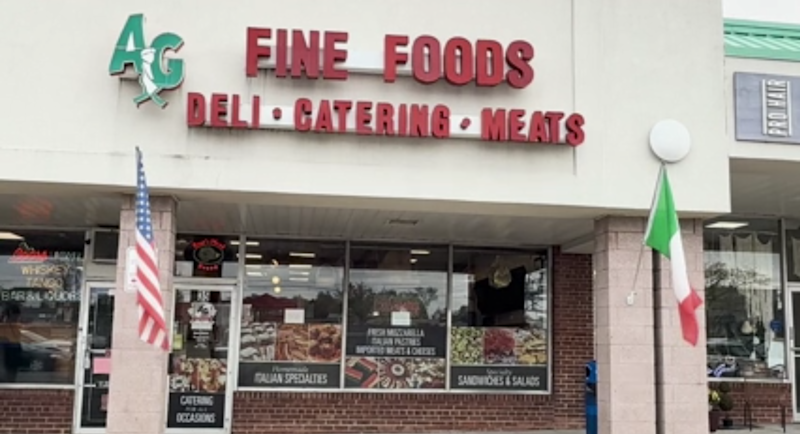 AG
FINE FOODS
DELI • CATERING • MEATS
PRO HAIR
WHISKEY
TANGO
BAR & LIQUOR
FRESH MOZZARELLA
ITALIAN PASTRIES
IMPORTED MEATS & CHEESES
Homemade
ITALIAN SPECIALTIES
Specialty
SANDWICHES & SALADS
CATERING
FOR ALL
OCCASIONS